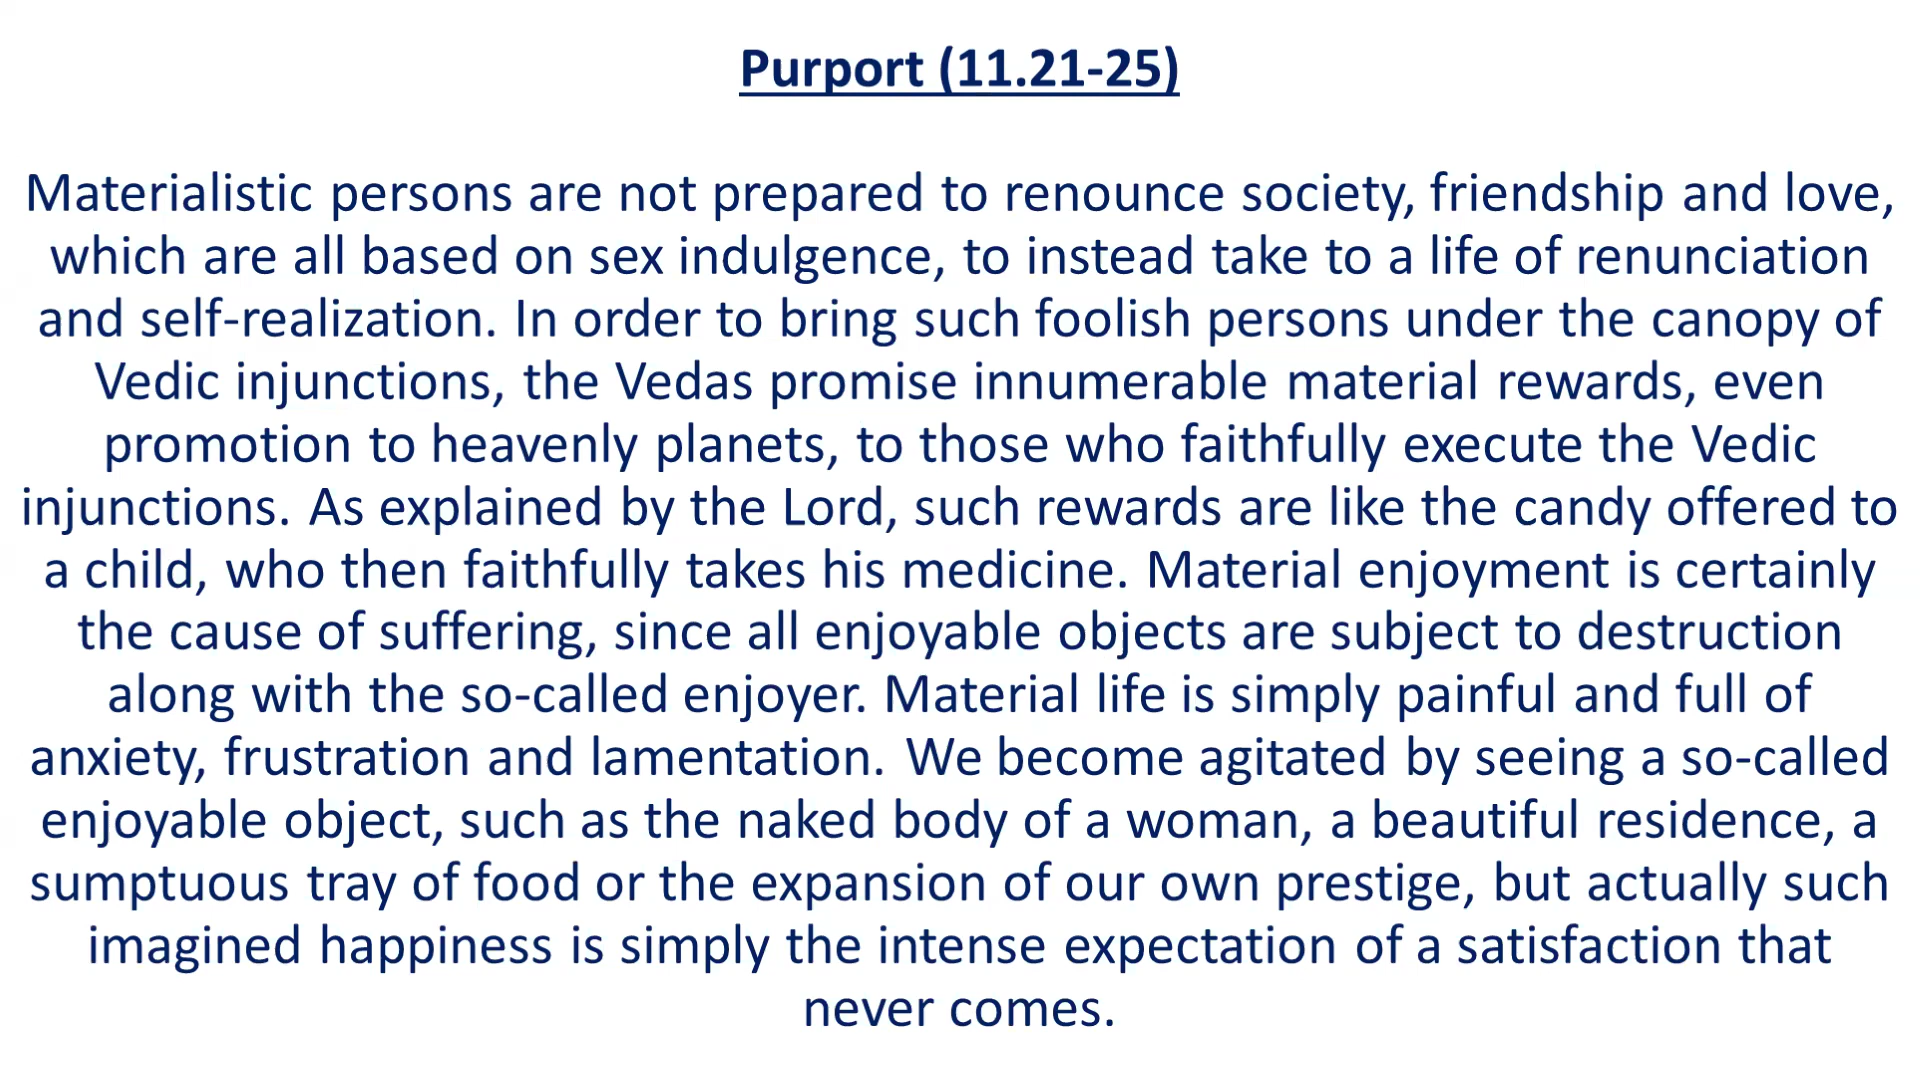 Purport (11.21-25)
Materialistic persons are not prepared to renounce society, friendship and love,
which are all based on sex indulgence, to instead take to a life of renunciation
and self-realization. In order to bring such foolish persons under the canopy of
Vedic injunctions, the Vedas promise innumerable material rewards, even
promotion to heavenly planets, to those who faithfully execute the Vedic
injunctions. As explained by the Lord, such rewards are like the candy offered to
a child, who then faithfully takes his medicine. Material enjoyment is certainly
the cause of suffering, since all enjoyable objects are subject to destruction
along with the so-called enjoyer. Material life is simply painful and full of
anxiety, frustration and lamentation. We become agitated by seeing a so-called
enjoyable object, such as the naked body of a woman, a beautiful residence, a
sumptuous tray of food or the expansion of our own prestige, but actually such
imagined happiness is simply the intense expectation of a satisfaction that
never comes.